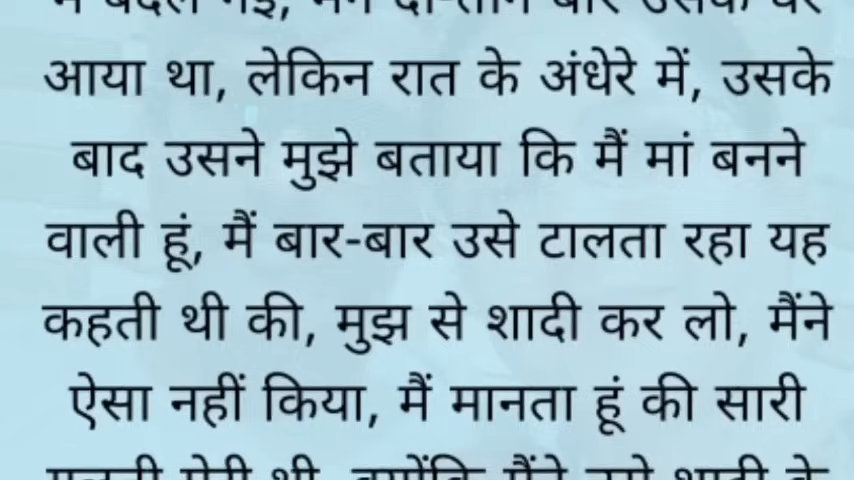 आया था, लेकिन रात के अंधेरे में, उसके
बाद उसने मुझे बताया कि मैं मां बनने
वाली हूं, मैं बार-बार उसे टालता रहा यह
कहती थी की, मुझ से शादी कर लो, मैंने
ऐसा नहीं किया, मैं मानता हूं की सारी